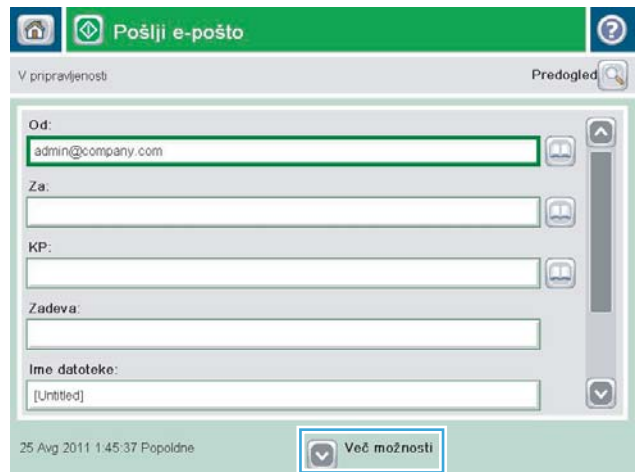 Pošlji e-pošto
V pripravljenosti
Predogled
Od:
admin@company.com
Za:
KP:
Zadeva:
Ime datoteke:
[Untitled]
25 Avg 2011 1:45:37 Popoldne
Več možnosti